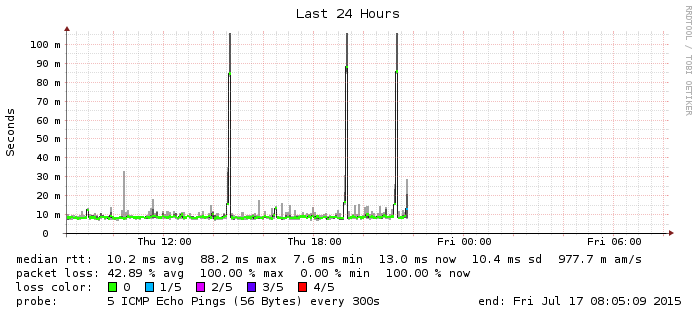 Last 24 Hours
RRDTOOL / TOBI OETIKER
Seconds
100 m
90 m
80 m
70 m
60 m
50 m
40 m
30 m
20 m
10 m
0
Thu 12:00 Thu 18:00 Fri 00:00 Fri 06:00
median rtt: 10.2 ms avg 88.2 ms max 7.6 ms min 13.0 ms now 10.4 ms sd 977.7 m am/s
packet loss: 42.89 % avg 100.00 % max 0.00 % min 100.00 % now
loss color: 0 1/5 2/5 3/5 4/5
probe: 5 ICMP Echo Pings (56 Bytes) every 300s end: Fri Jul 17 08:05:09 2015